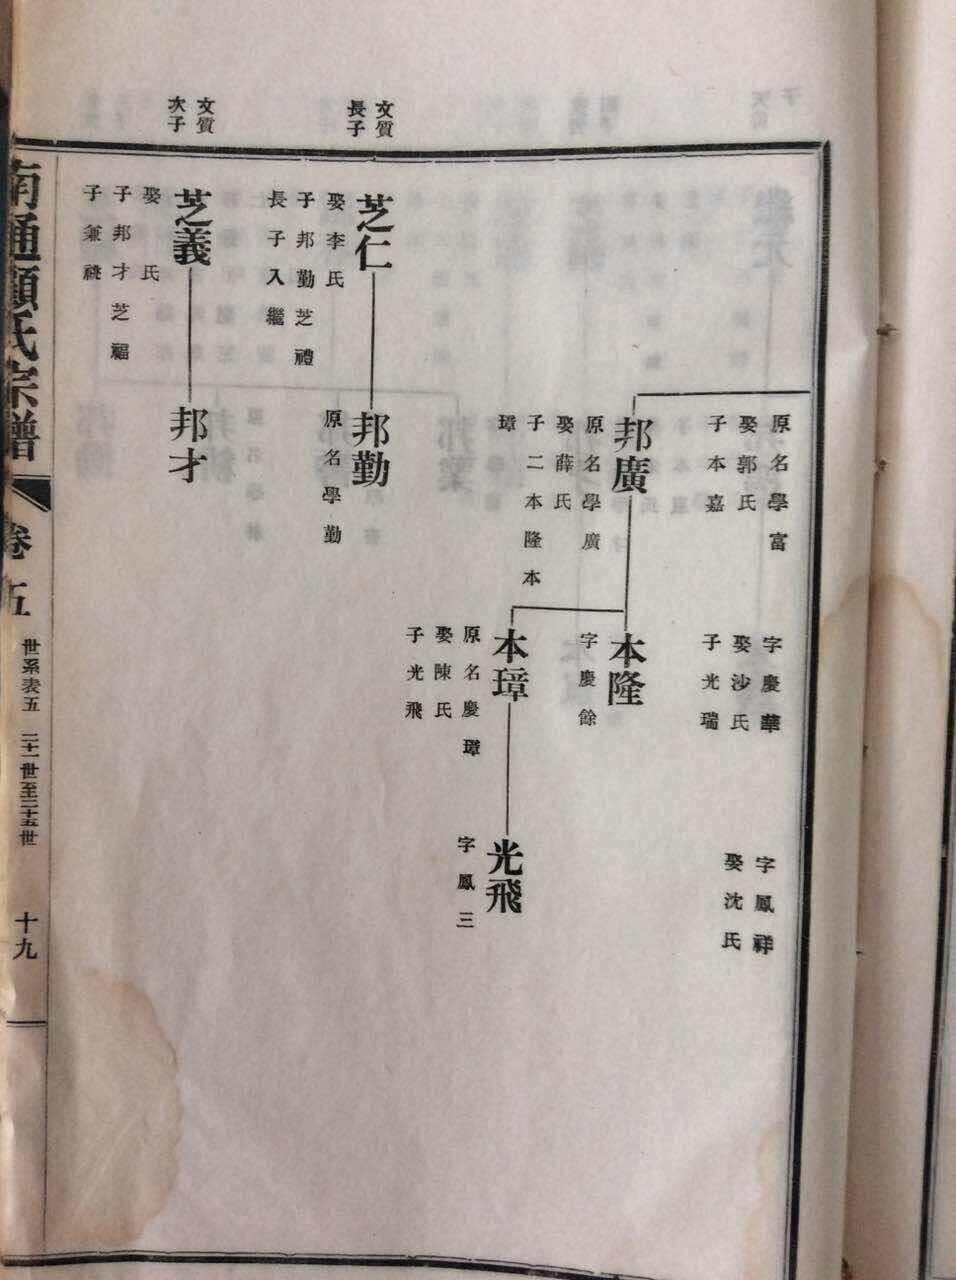 原名學富
娶郭氏
子本嘉
字慶華
娶沙氏
子光瑞
字鳳祥
娶沈氏
邦廣
原名學廣
娶薛氏
子二本隆本
璋
本隆
字慶餘
本璋
原名慶璋
娶陳氏
子光飛
光飛
字鳳三
文質
長子
芝仁
娶李氏
子邦勤芝禮
長子入繼
邦勤
原名學勤
文質
次子
芝義
娶 氏
子邦才芝福
子兼祧
邦才
南通顧氏宗譜
卷五
世系表五 二十一世至二十五世
十九